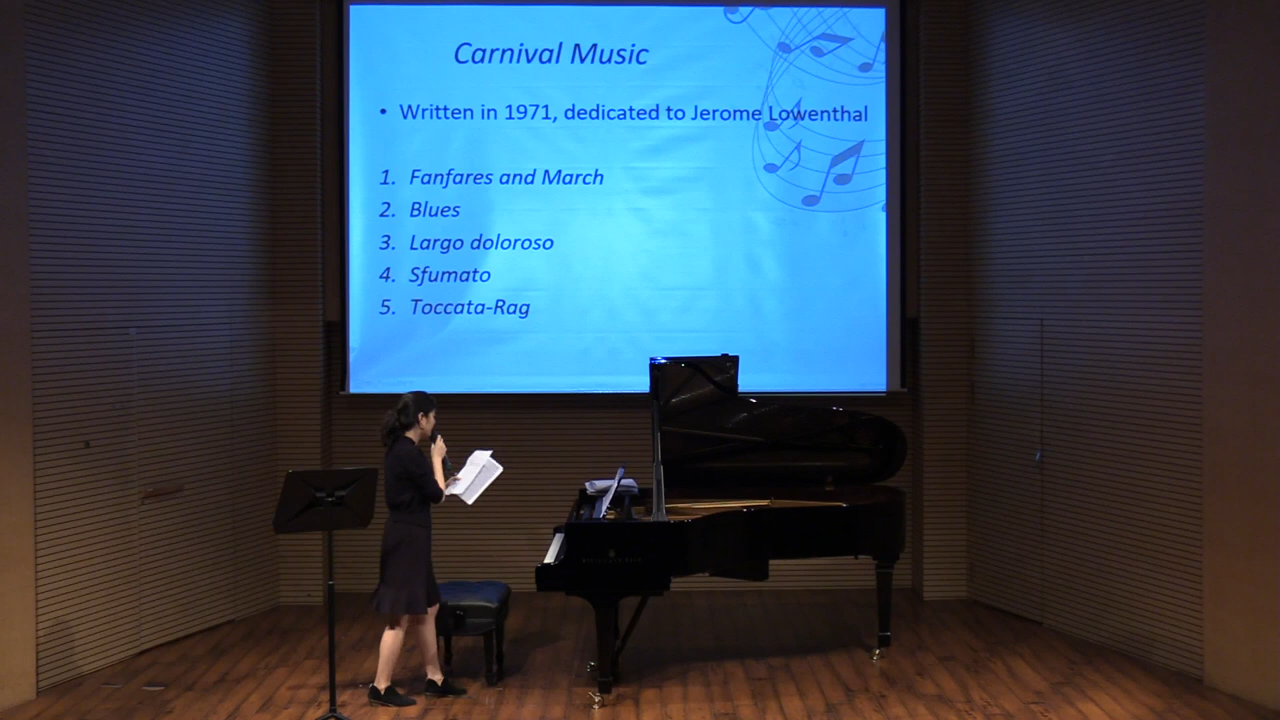 Carnival Music
• Written in 1971, dedicated to Jerome Lowenthal
1. Fanfares and March
2. Blues
3. Largo doloroso
4. Sfumato
5. Toccata-Rag